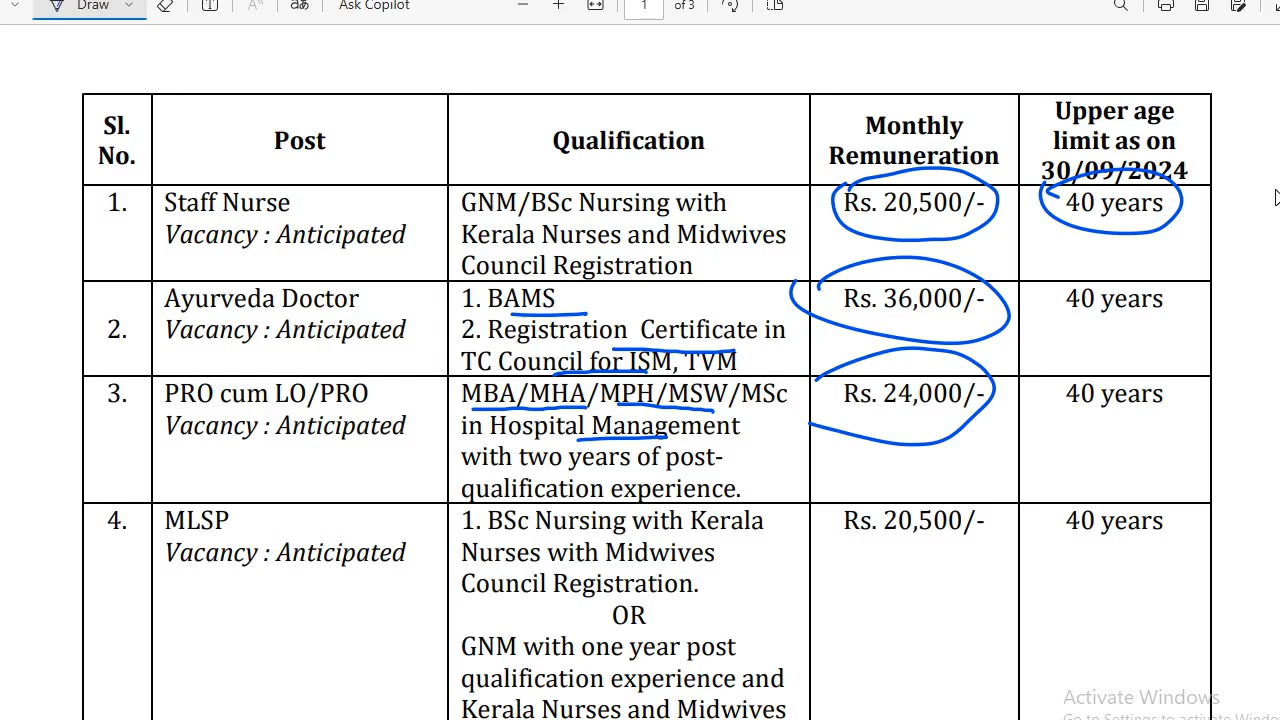 Draw
Ask Copilot
1 of 3
Sl. No.
Post
Qualification
Monthly Remuneration
Upper age limit as on 30/09/2024
1.
Staff Nurse
Vacancy : Anticipated
GNM/BSc Nursing with
Kerala Nurses and Midwives
Council Registration
Rs. 20,500/-
40 years
2.
Ayurveda Doctor
Vacancy : Anticipated
1. BAMS
2. Registration Certificate in
TC Council for ISM, TVM
Rs. 36,000/-
40 years
3.
PRO cum LO/PRO
Vacancy : Anticipated
MBA/MHA/MPH/MSW/MSc
in Hospital Management
with two years of post-
qualification experience.
Rs. 24,000/-
40 years
4.
MLSP
Vacancy : Anticipated
1. BSc Nursing with Kerala
Nurses with Midwives
Council Registration.
OR
GNM with one year post
qualification experience and
Kerala Nurses and Midwives
Rs. 20,500/-
40 years
Activate Windows